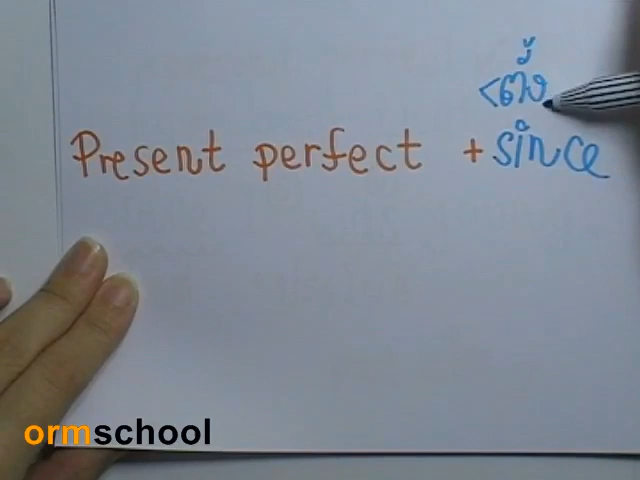 <ตั้ง
Present perfect + since
ormschool